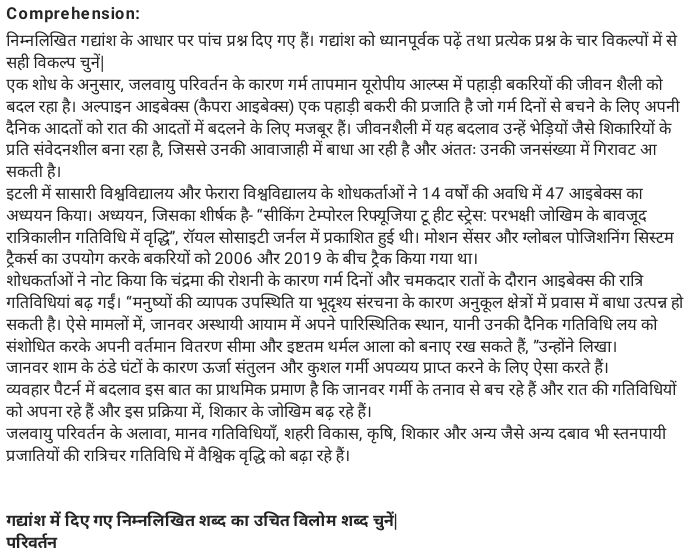 Comprehension:
निम्नलिखित गद्यांश के आधार पर पांच प्रश्न दिए गए हैं। गद्यांश को ध्यानपूर्वक पढ़ें तथा प्रत्येक प्रश्न के चार विकल्पों में से
सही विकल्प चुनें|
एक शोध के अनुसार, जलवायु परिवर्तन के कारण गर्म तापमान यूरोपीय आल्प्स में पहाड़ी बकरियों की जीवन शैली को
बदल रहा है। अल्पाइन आइबेक्स (कैपरा आइबेक्स) एक पहाड़ी बकरी की प्रजाति है जो गर्म दिनों से बचने के लिए अपनी
दैनिक आदतों को रात की आदतों में बदलने के लिए मजबूर हैं। जीवनशैली में यह बदलाव उन्हें भेड़ियों जैसे शिकारियों के
प्रति संवेदनशील बना रहा है, जिससे उनकी आवाजाही में बाधा आ रही है और अंततः उनकी जनसंख्या में गिरावट आ
सकती है।
इटली में सासारी विश्वविद्यालय और फेरारा विश्वविद्यालय के शोधकर्ताओं ने 14 वर्षों की अवधि में 47 आइबेक्स का
अध्ययन किया। अध्ययन, जिसका शीर्षक है- "सीकिंग टेम्पोरल रिफ्यूजिया टू हीट स्ट्रेस: परभक्षी जोखिम के बावजूद
रात्रिकालीन गतिविधि में वृद्धि", रॉयल सोसाइटी जर्नल में प्रकाशित हुई थी। मोशन सेंसर और ग्लोबल पोजिशनिंग सिस्टम
ट्रैकर्स का उपयोग करके बकरियों को 2006 और 2019 के बीच ट्रैक किया गया था।
शोधकर्ताओं ने नोट किया कि चंद्रमा की रोशनी के कारण गर्म दिनों और चमकदार रातों के दौरान आइबेक्स की रात्रि
गतिविधियां बढ़ गईं। "मनुष्यों की व्यापक उपस्थिति या भूदृश्य संरचना के कारण अनुकूल क्षेत्रों में प्रवास में बाधा उत्पन्न हो
सकती है। ऐसे मामलों में, जानवर अस्थायी आयाम में अपने पारिस्थितिक स्थान, यानी उनकी दैनिक गतिविधि लय को
संशोधित करके अपनी वर्तमान वितरण सीमा और इष्टतम थर्मल आला को बनाए रख सकते हैं, "उन्होंने लिखा।
जानवर शाम के ठंडे घंटों के कारण ऊर्जा संतुलन और कुशल गर्मी अपव्यय प्राप्त करने के लिए ऐसा करते हैं।
व्यवहार पैटर्न में बदलाव इस बात का प्राथमिक प्रमाण है कि जानवर गर्मी के तनाव से बच रहे हैं और रात की गतिविधियों
को अपना रहे हैं और इस प्रक्रिया में, शिकार के जोखिम बढ़ रहे हैं।
जलवायु परिवर्तन के अलावा, मानव गतिविधियाँ, शहरी विकास, कृषि, शिकार और अन्य जैसे अन्य दबाव भी स्तनपायी
प्रजातियों की रात्रिचर गतिविधि में वैश्विक वृद्धि को बढ़ा रहे हैं।
गद्यांश में दिए गए निम्नलिखित शब्द का उचित विलोम शब्द चुनें|
परिवर्तन